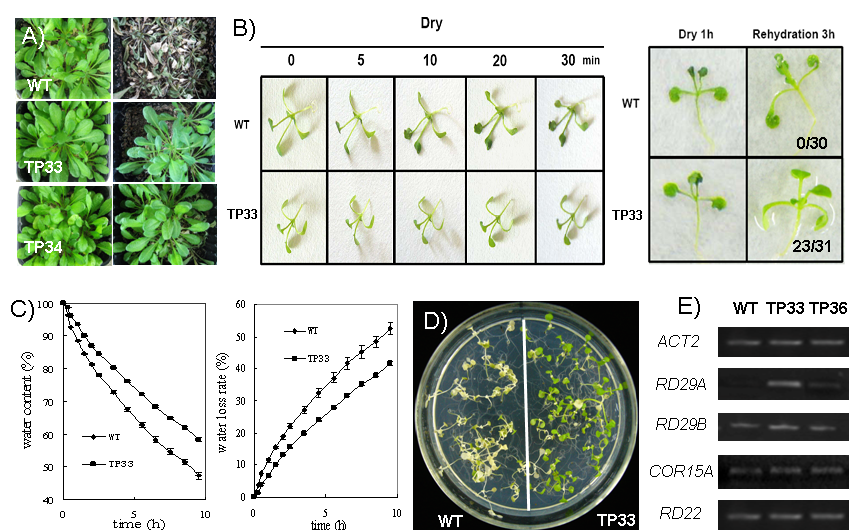 A)
WT
TP33
TP34
B)
Dry
0 5 10 20 30 min
WT
TP33
Dry 1h Rehydration 3h
WT
0/30
TP33
23/31
C)
100
90
80
70
60
50
40
water content (%)
WT
TP33
0 5 10
time (h)
60
50
40
30
20
10
0
water loss rate (%)
WT
TP33
0 5 10
time (h)
D)
WT TP33
E)
WT TP33 TP36
ACT2
RD29A
RD29B
COR15A
RD22